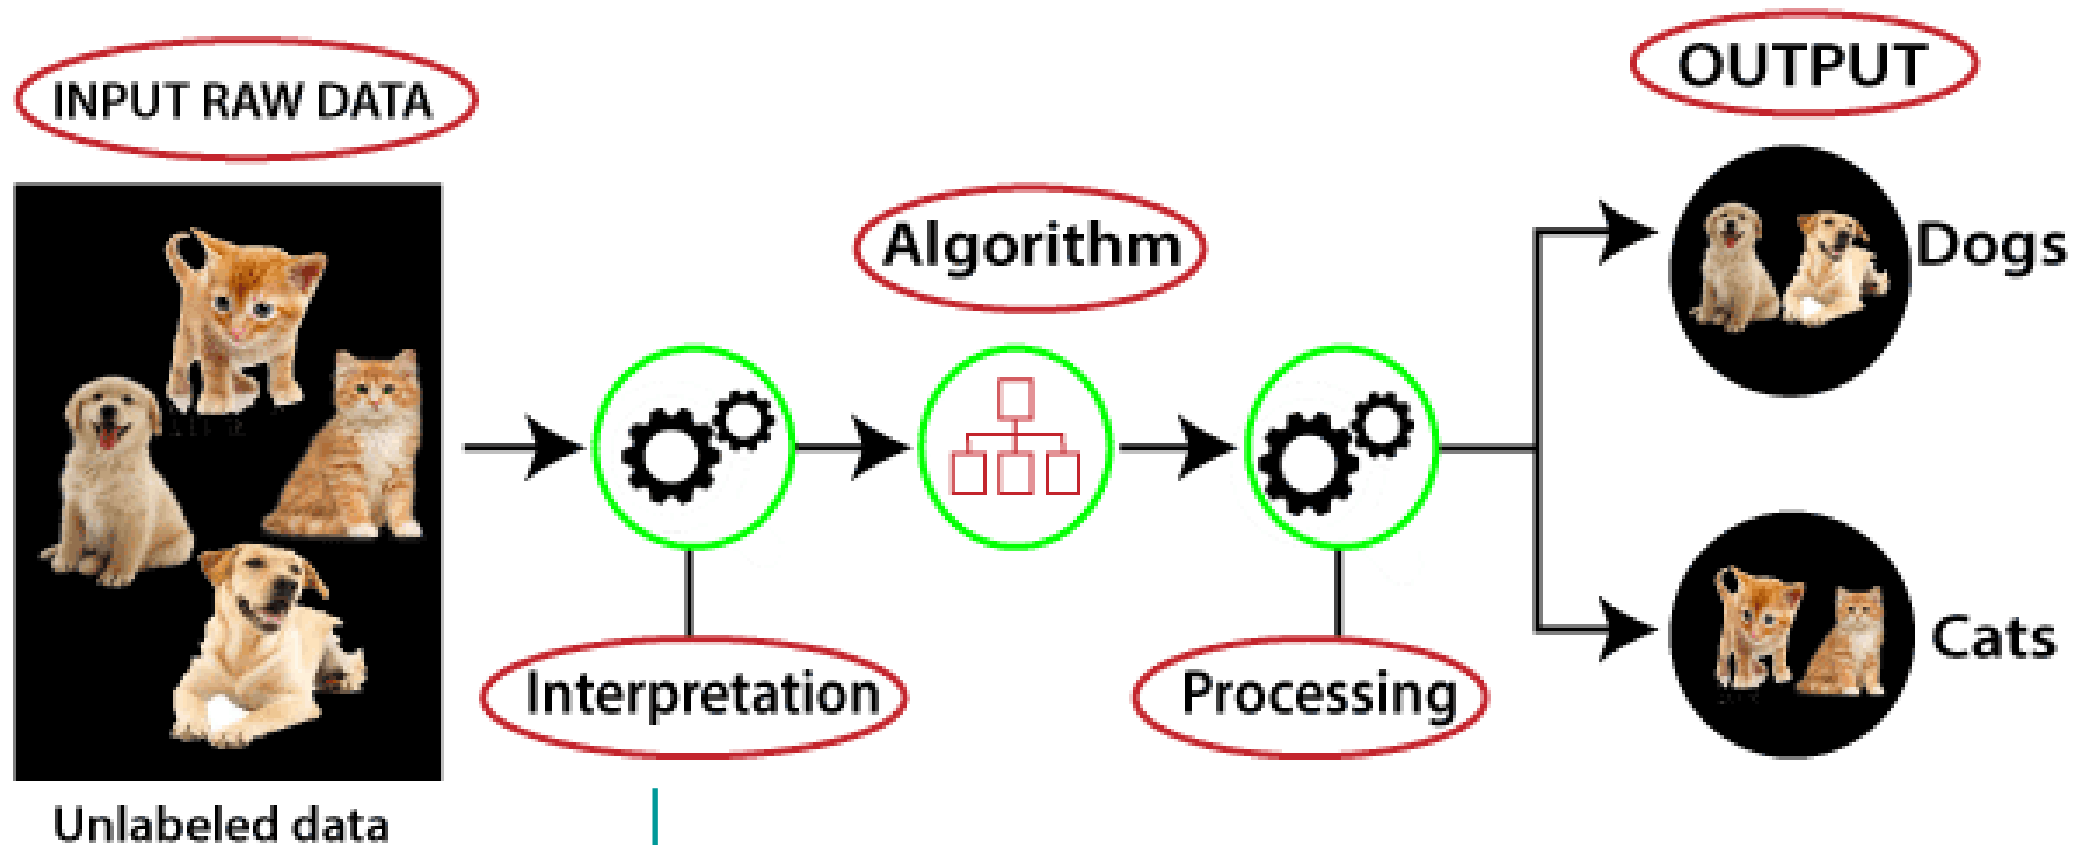 INPUT RAW DATA
OUTPUT
Algorithm
Dogs
Interpretation
Processing
Cats
Unlabeled data